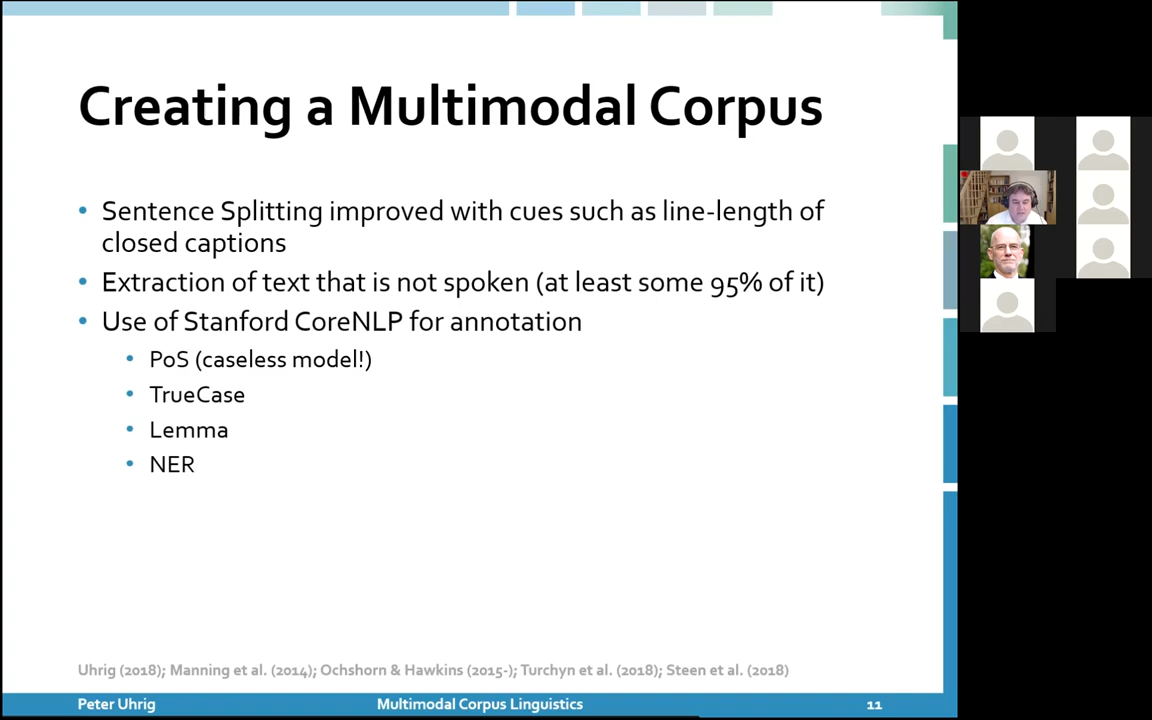 Creating a Multimodal Corpus
• Sentence Splitting improved with cues such as line-length of
closed captions
• Extraction of text that is not spoken (at least some 95% of it)
• Use of Stanford CoreNLP for annotation
• PoS (caseless model!)
• TrueCase
• Lemma
• NER
Uhrig (2018); Manning et al. (2014); Ochshorn & Hawkins (2015-); Turchyn et al. (2018); Steen et al. (2018)
Peter Uhrig Multimodal Corpus Linguistics 11